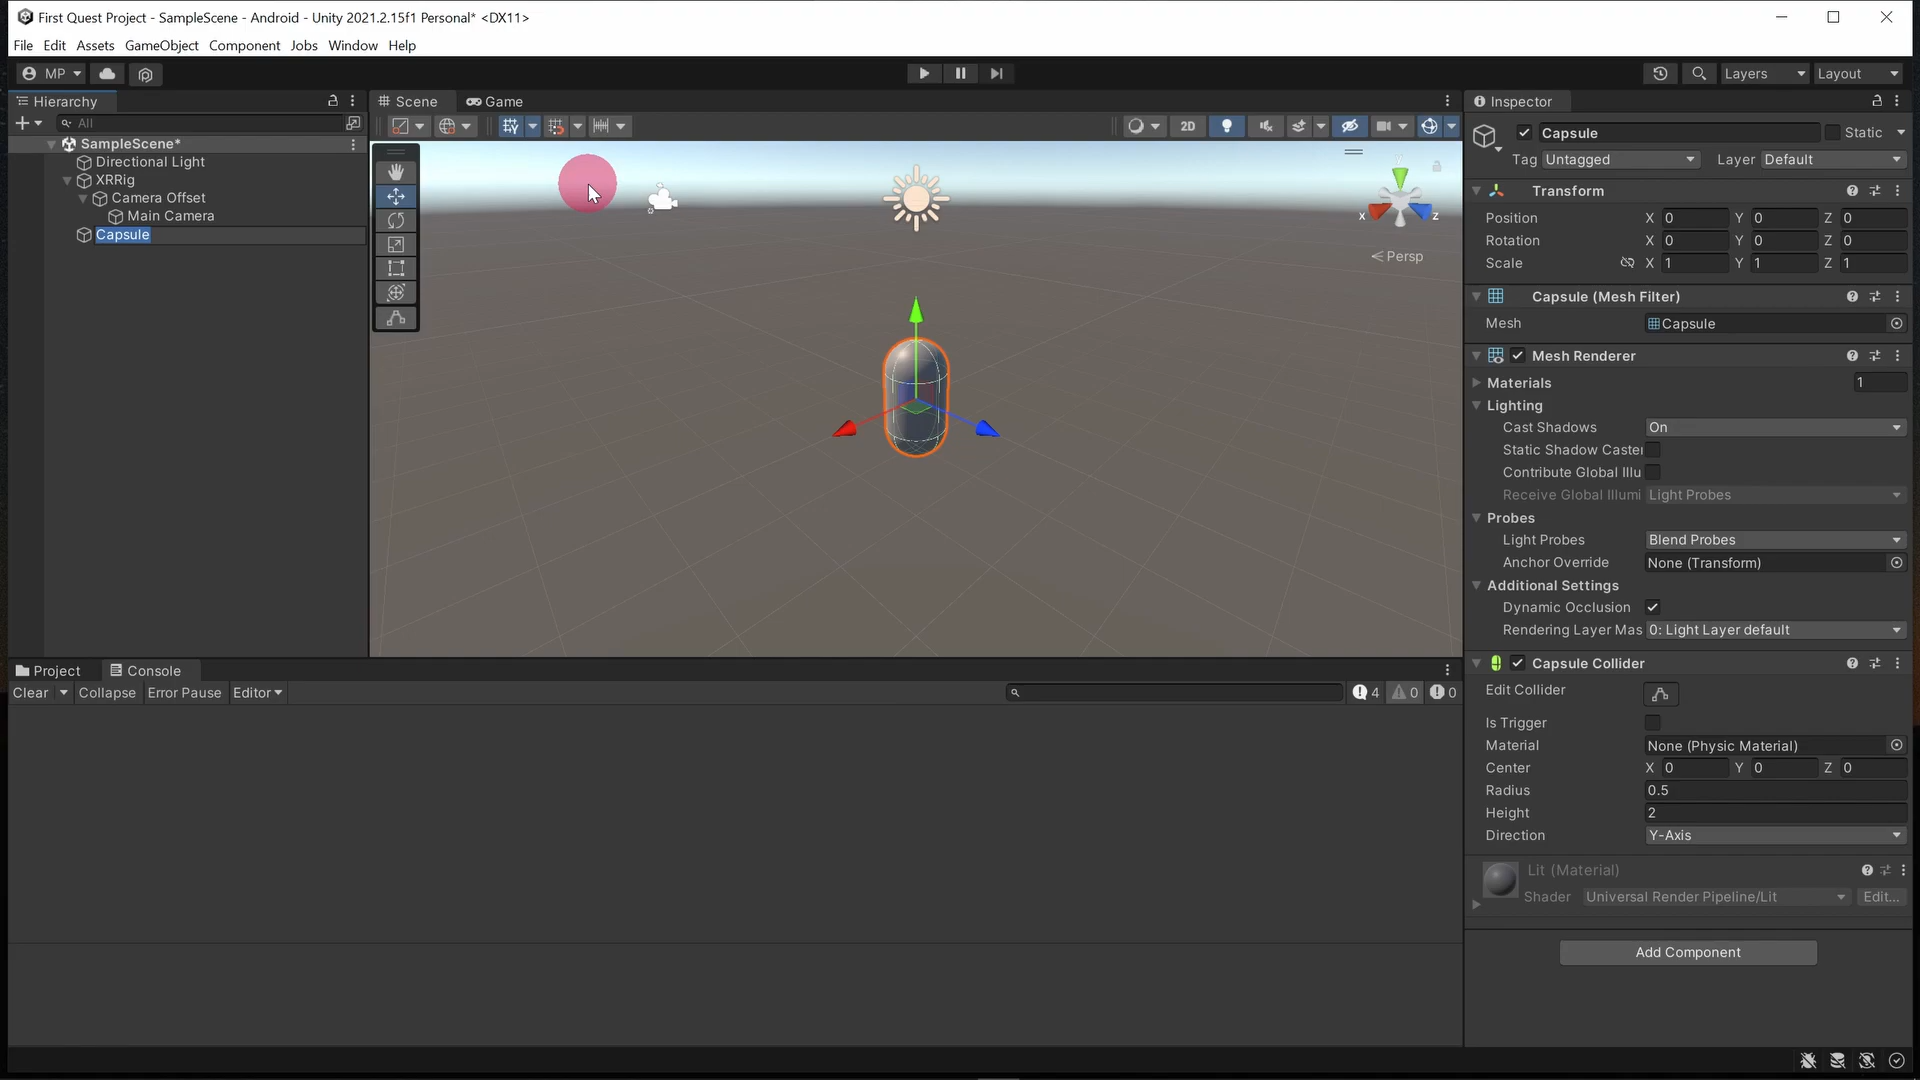 First Quest Project - SampleScene - Android - Unity 2021.2.15f1 Personal* <DX11>
File Edit Assets GameObject Component Jobs Window Help
MP Layers Layout
Hierarchy
All
SampleScene*
Directional Light
XRRig
Camera Offset
Main Camera
Capsule
Scene Game
2D
y
x
z
Persp
Project Console
Clear Collapse Error Pause Editor 4 0 0
Inspector
Capsule Static
Tag Untagged Layer Default
Transform
Position X 0 Y 0 Z 0
Rotation X 0 Y 0 Z 0
Scale X 1 Y 1 Z 1
Capsule (Mesh Filter)
Mesh Capsule
Mesh Renderer
Materials 1
Lighting
Cast Shadows On
Static Shadow Caster
Contribute Global Illu
Receive Global Illumi Light Probes
Probes
Light Probes Blend Probes
Anchor Override None (Transform)
Additional Settings
Dynamic Occlusion
Rendering Layer Mas 0: Light Layer default
Capsule Collider
Edit Collider
Is Trigger
Material None (Physic Material)
Center X 0 Y 0 Z 0
Radius 0.5
Height 2
Direction Y-Axis
Lit (Material)
Shader Universal Render Pipeline/Lit Edit...
Add Component